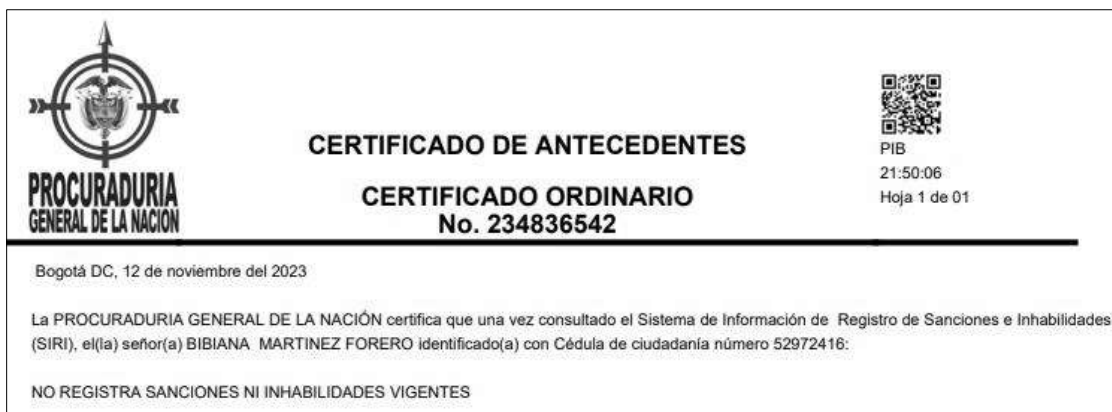 PROCURADURIA
GENERAL DE LA NACIÓN
CERTIFICADO DE ANTECEDENTES
CERTIFICADO ORDINARIO
No. 234836542
PIB
21:50:06
Hoja 1 de 01
Bogotá DC, 12 de noviembre del 2023
La PROCURADURIA GENERAL DE LA NACIÓN certifica que una vez consultado el Sistema de Información de Registro de Sanciones e Inhabilidades
(SIRI), el(la) señor(a) BIBIANA MARTINEZ FORERO identificado(a) con Cédula de ciudadanía número 52972416:
NO REGISTRA SANCIONES NI INHABILIDADES VIGENTES